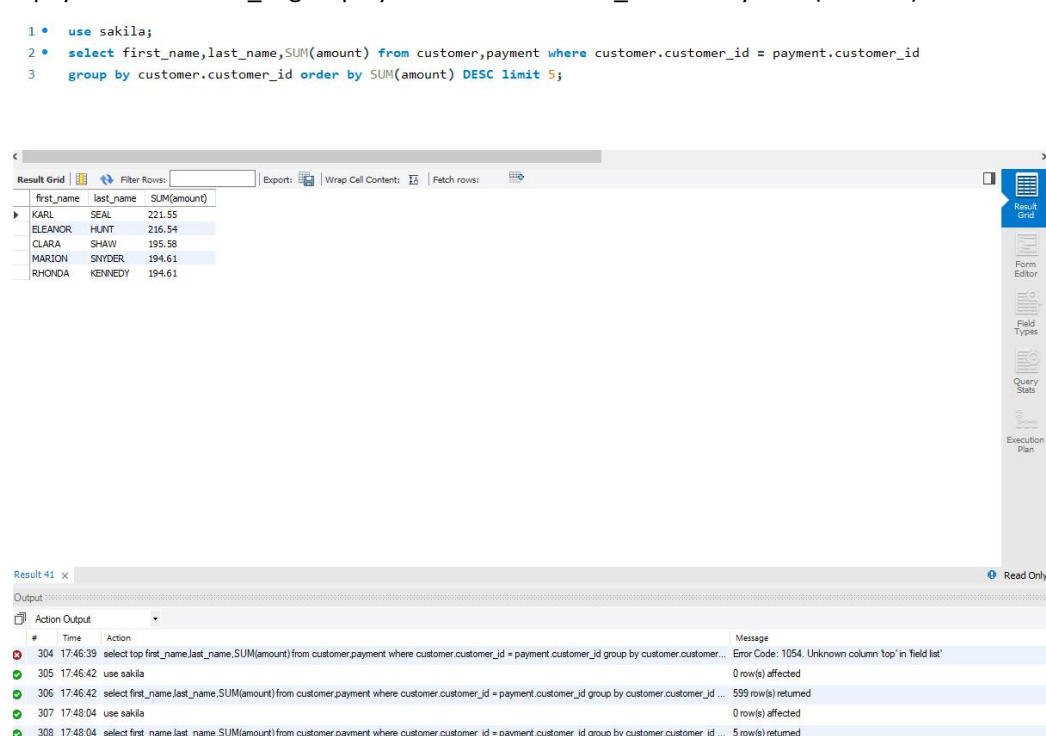 1 use sakila;
2 select first_name,last_name,SUM(amount) from customer,payment where customer.customer_id = payment.customer_id
3 group by customer.customer_id order by SUM(amount) DESC limit 5;
Result Grid Filter Rows: Export: Wrap Cell Content: Fetch rows:
first_name last_name SUM(amount)
KARL SEAL 221.55
ELEANOR HUNT 216.54
CLARA SHAW 195.58
MARION SNYDER 194.61
RHONDA KENNEDY 194.61
Result
Grid
Form
Editor
Field
Types
Query
Stats
Execution
Plan
Result 41 Read Only
Output
Action Output
# Time Action Message
304 17:46:39 select top first_name,last_name,SUM(amount) from customer,payment where customer.customer_id = payment.customer_id group by customer.customer... Error Code: 1054. Unknown column 'top' in 'field list'
305 17:46:42 use sakila 0 row(s) affected
306 17:46:42 select first_name,last_name,SUM(amount) from customer,payment where customer.customer_id = payment.customer_id group by customer.customer_id ... 599 row(s) returned
307 17:48:04 use sakila 0 row(s) affected
308 17:48:04 select first_name,last_name,SUM(amount) from customer,payment where customer.customer_id = payment.customer_id group by customer.customer_id ... 5 row(s) returned